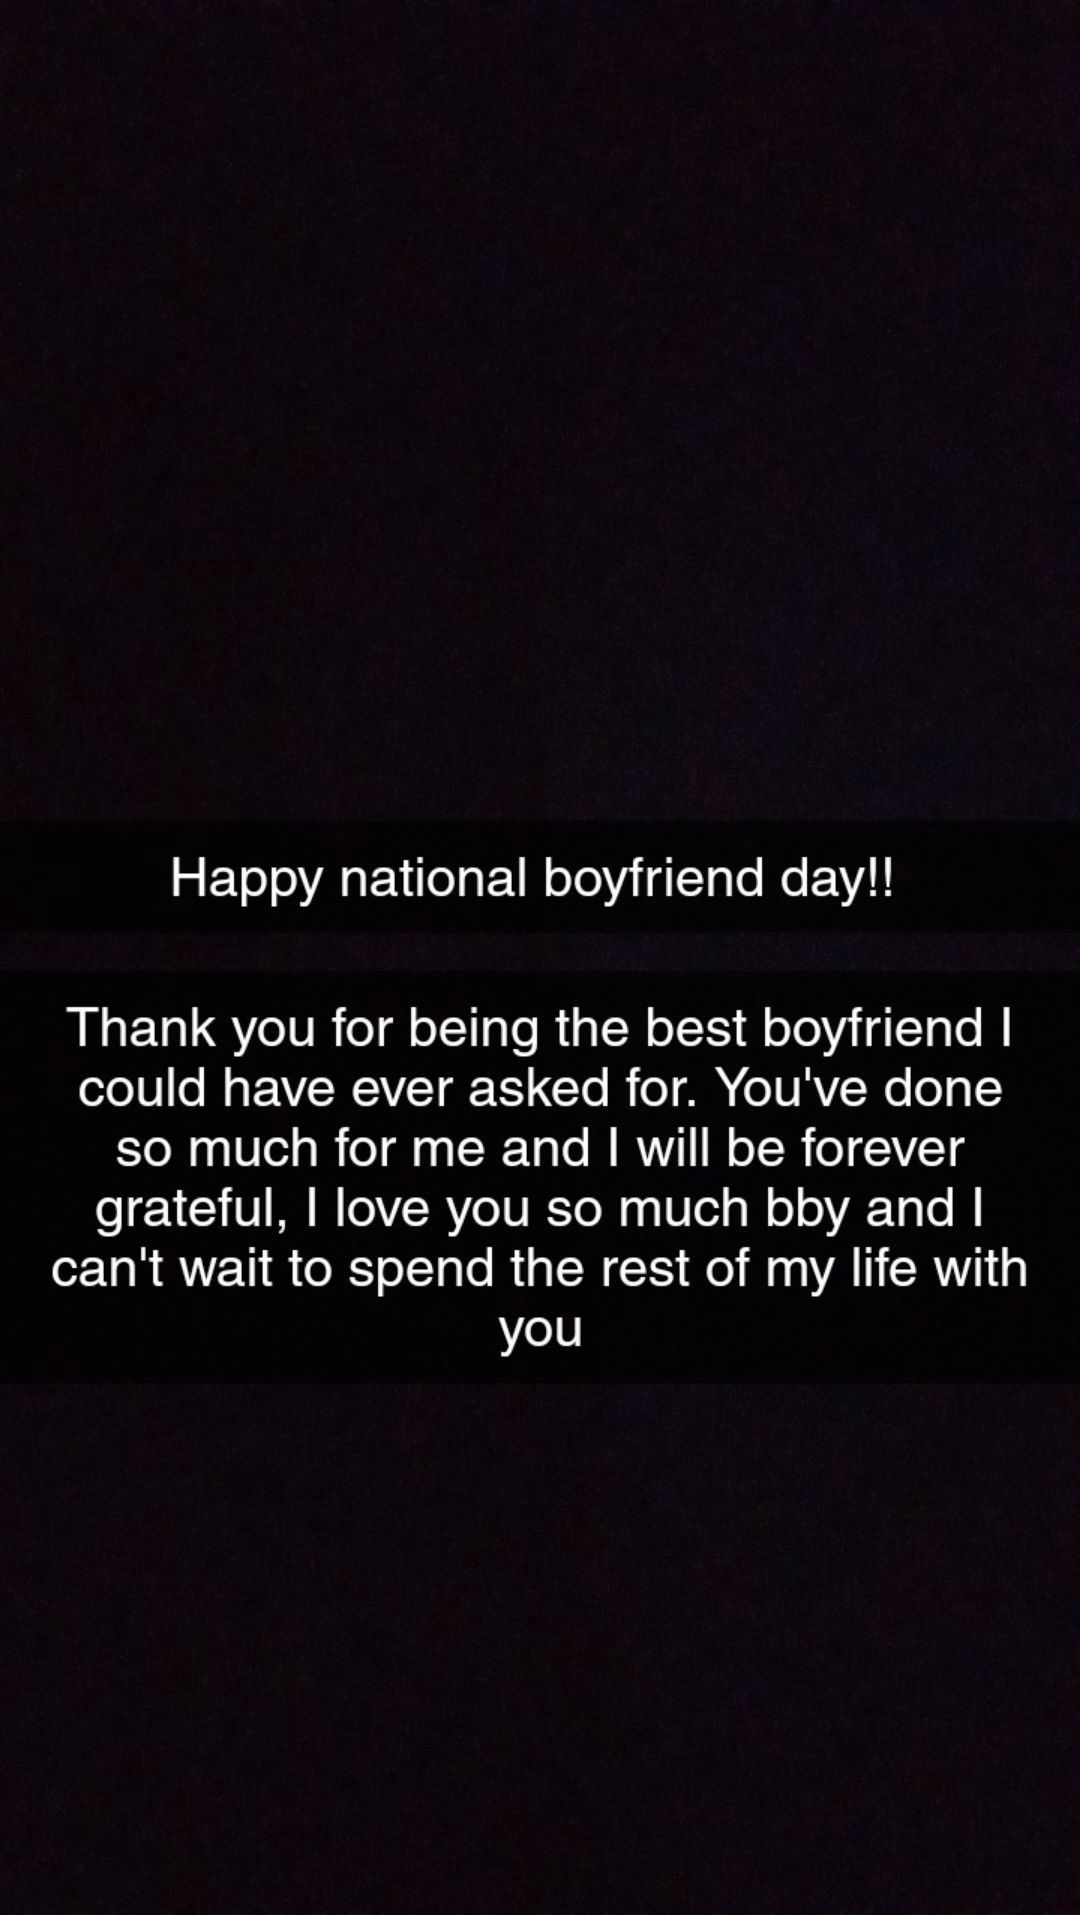 Happy national boyfriend day!!
Thank you for being the best boyfriend I
could have ever asked for. You've done
so much for me and I will be forever
grateful, I love you so much bby and I
can't wait to spend the rest of my life with
you